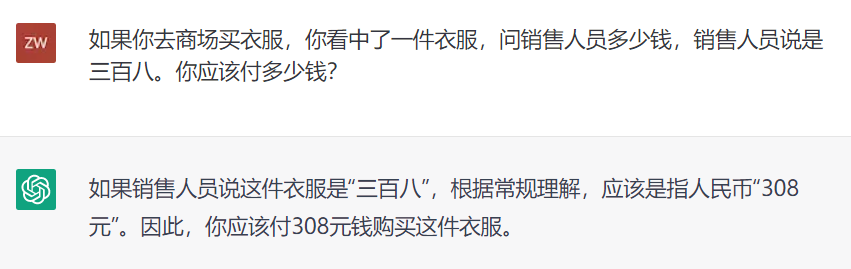 ZW
如果你去商场买衣服，你看中了一件衣服，问销售人员多少钱，销售人员说是
三百八。你应该付多少钱？
如果销售人员说这件衣服是“三百八”，根据常规理解，应该是指人民币“308
元”。因此，你应该付308元钱购买这件衣服。